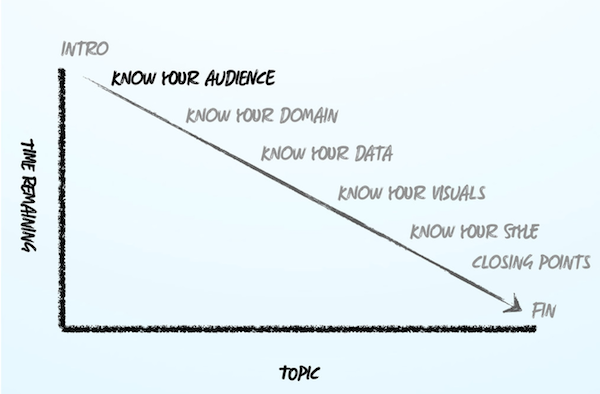 INTRO
KNOW YOUR AUDIENCE
KNOW YOUR DOMAIN
KNOW YOUR DATA
KNOW YOUR VISUALS
KNOW YOUR STYLE
CLOSING POINTS
FIN
TIME REMAINING
TOPIC